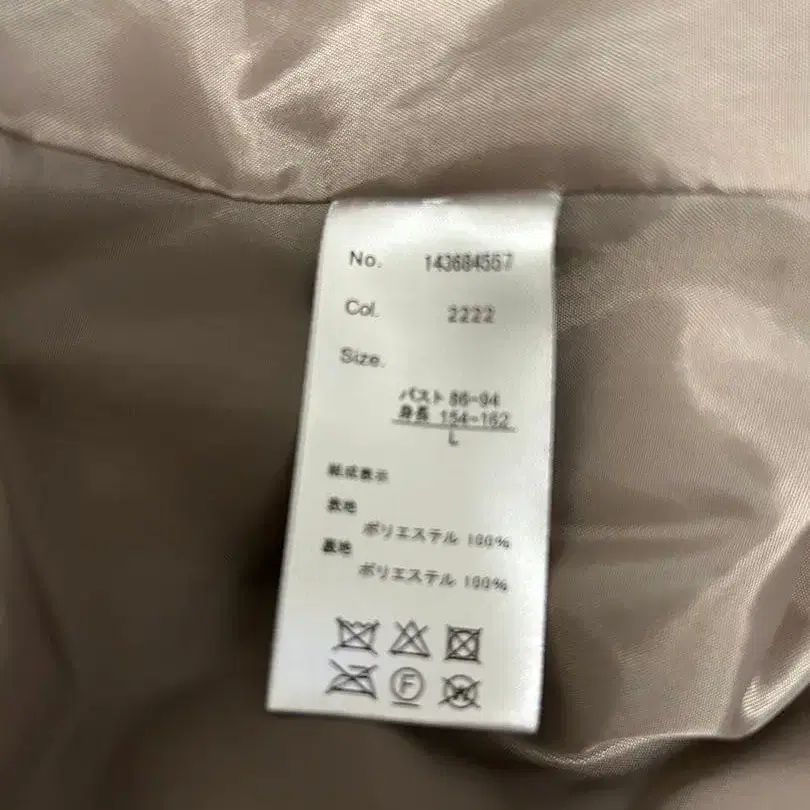 No. 143684557
Col. 2222
Size.
バスト 86-94
身長 154-162
L
組成表示
表地
ポリエステル 100%
裏地
ポリエステル 100%
F
W